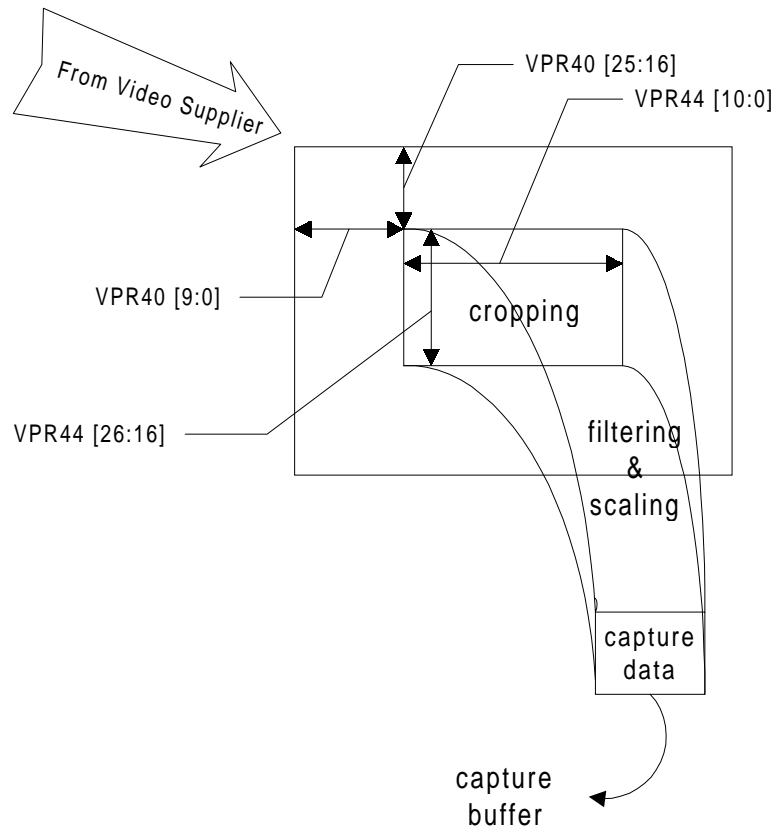 From Video Supplier
VPR40 [25:16]
VPR44 [10:0]
VPR40 [9:0]
cropping
VPR44 [26:16]
filtering
&
scaling
capture
data
capture
buffer